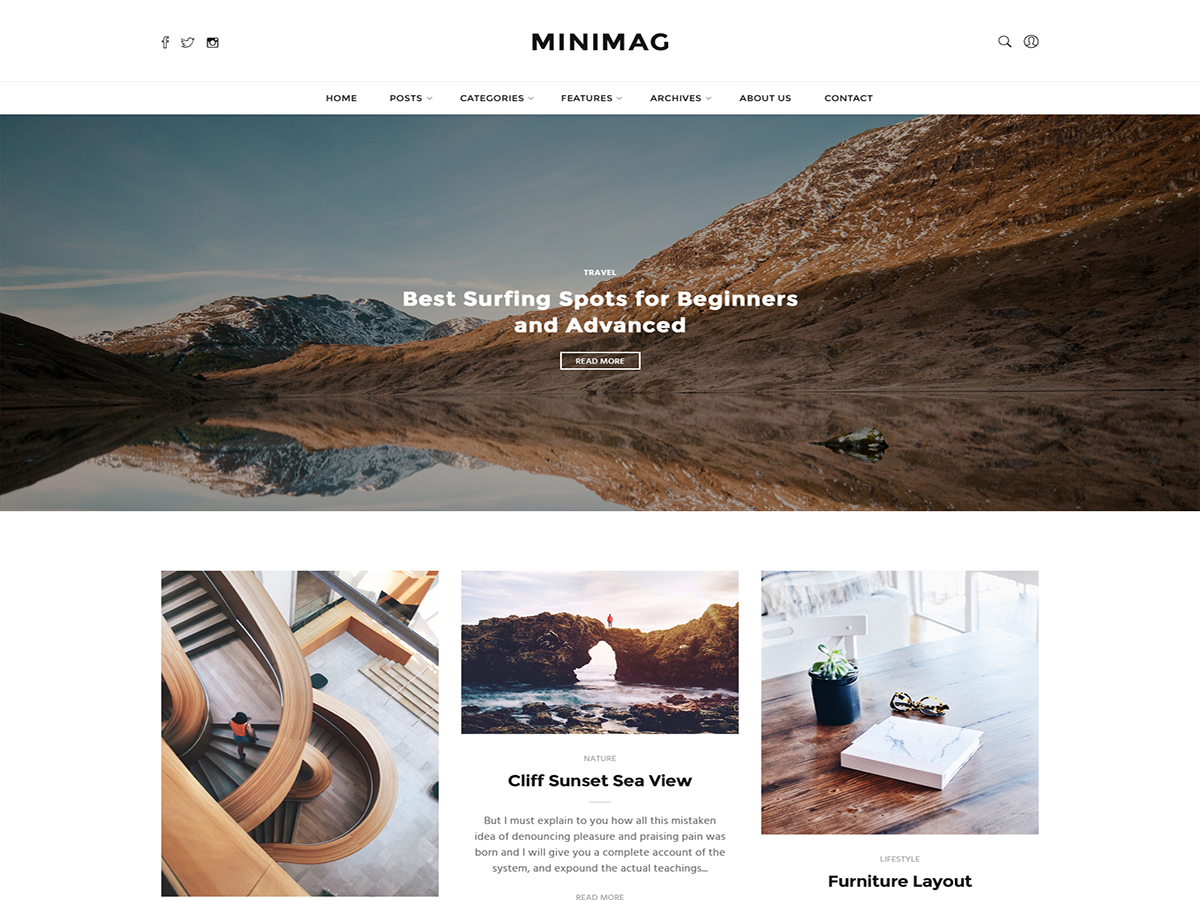 MINIMAG
HOME POSTS CATEGORIES FEATURES ARCHIVES ABOUT US CONTACT
TRAVEL
Best Surfing Spots for Beginners
and Advanced
READ MORE
NATURE
Cliff Sunset Sea View
But I must explain to you how all this mistaken
idea of denouncing pleasure and praising pain was
born and I will give you a complete account of the
system, and expound the actual teachings...
READ MORE
LIFESTYLE
Furniture Layout